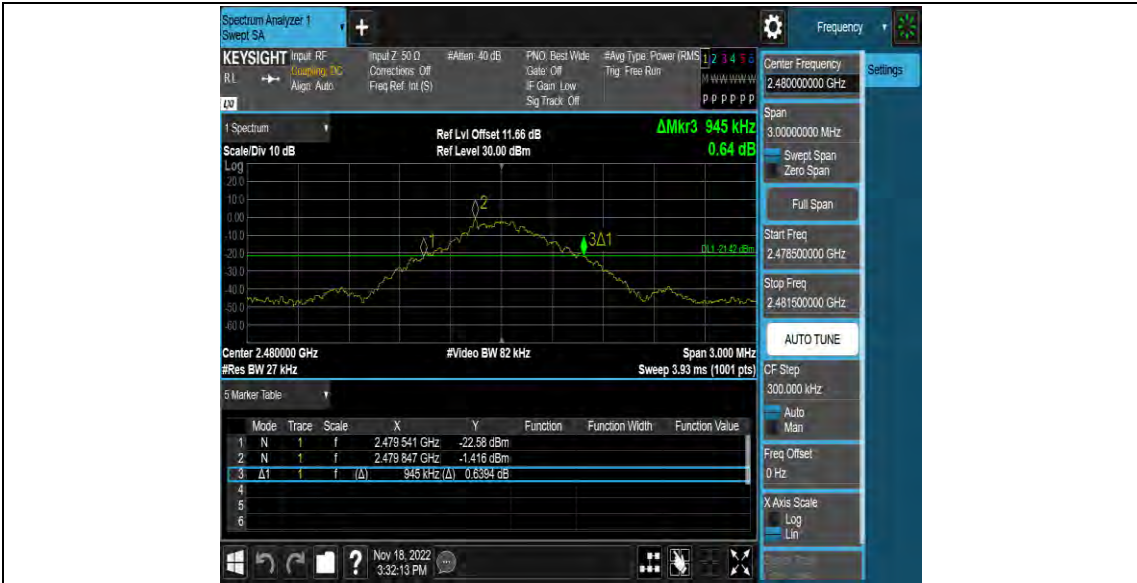 Spectrum Analyzer 1
Swept SA
+
Frequency
KEYSIGHT Input: RF
R L
Coupling: DC
Align: Auto
LXI
Input Z: 50 Ω
Corrections: Off
Freq Ref: Int (S)
#Atten: 40 dB
PNO: Best Wide
Gate: Off
IF Gain: Low
Sig Track: Off
#Avg Type: Power (RMS
Trig: Free Run
1 2 3 4 5 6
M W W W W W
P P P P P P
Center Frequency
2.480000000 GHz
Settings
1 Spectrum
Scale/Div 10 dB
Ref Lvl Offset 11.66 dB
Ref Level 30.00 dBm
ΔMkr3 945 kHz
0.64 dB
Span
3.00000000 MHz
Swept Span
Zero Span
Full Span
Start Freq
2.478500000 GHz
Stop Freq
2.481500000 GHz
AUTO TUNE
CF Step
300.000 kHz
Auto
Man
Freq Offset
0 Hz
X Axis Scale
Log
Lin
Log
20.0
10.0
0.00
-10.0
-20.0
-30.0
-40.0
-50.0
-60.0
1
2
3Δ1
DL1 -21.42 dBm
Center 2.480000 GHz
#Video BW 82 kHz
Span 3.000 MHz
#Res BW 27 kHz
Sweep 3.93 ms (1001 pts)
5 Marker Table
Mode Trace Scale X Y Function Function Width Function Value
1 N 1 f 2.479 541 GHz -22.58 dBm
2 N 1 f 2.479 847 GHz -1.416 dBm
3 Δ1 1 f (Δ) 945 kHz (Δ) 0.6394 dB
4
5
6
?
Nov 18, 2022
3:32:13 PM